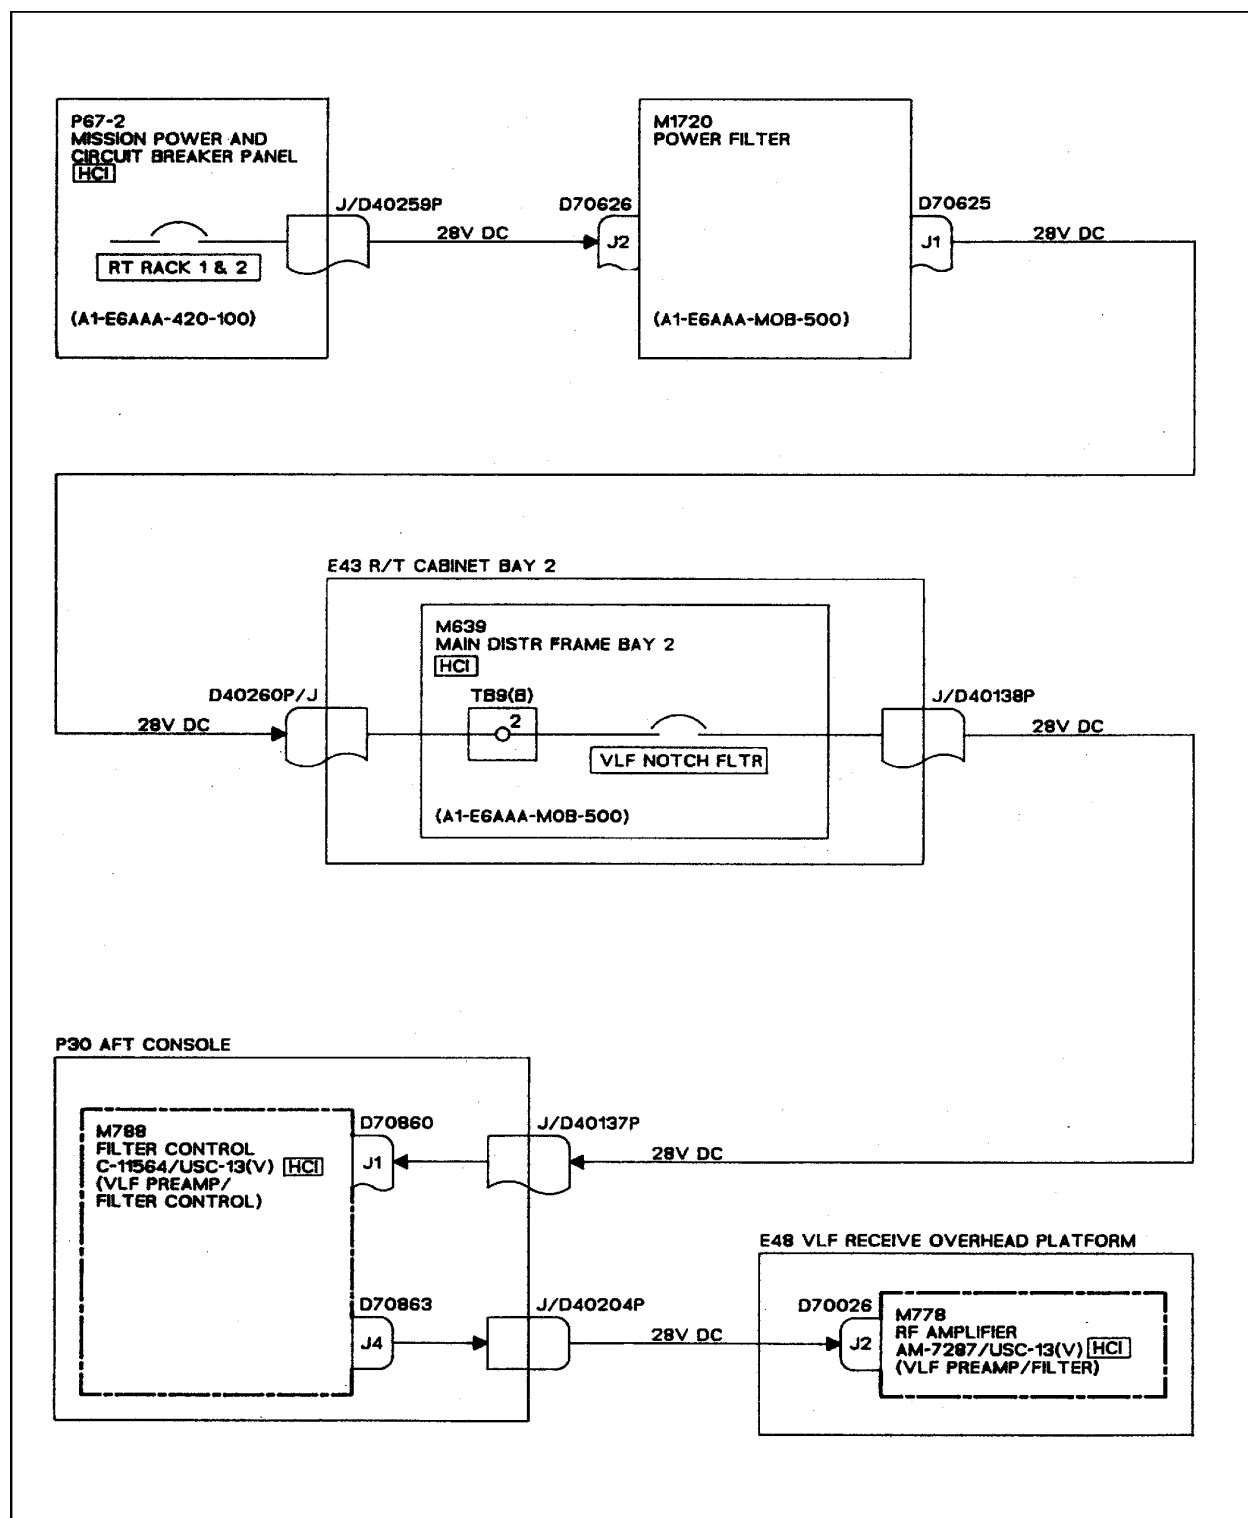 P67-2
MISSION POWER AND
CIRCUIT BREAKER PANEL
HCI
J/D40259P
28V DC
RT RACK 1 & 2
(A1-E6AAA-420-100)
M1720
POWER FILTER
D70626
J2
D70625
J1
28V DC
(A1-E6AAA-MOB-500)
E43 R/T CABINET BAY 2
M639
MAIN DISTR FRAME BAY 2
HCI
D40260P/J
28V DC
TB9(B)
2
VLF NOTCH FLTR
J/D40138P
28V DC
(A1-E6AAA-MOB-500)
P30 AFT CONSOLE
M788
FILTER CONTROL
C-11564/USC-13(V) HCI
(VLF PREAMP/
FILTER CONTROL)
D70860
J1
J/D40137P
28V DC
D70863
J4
J/D40204P
28V DC
E48 VLF RECEIVE OVERHEAD PLATFORM
D70026
J2
M778
RF AMPLIFIER
AM-7287/USC-13(V) HCI
(VLF PREAMP/FILTER)